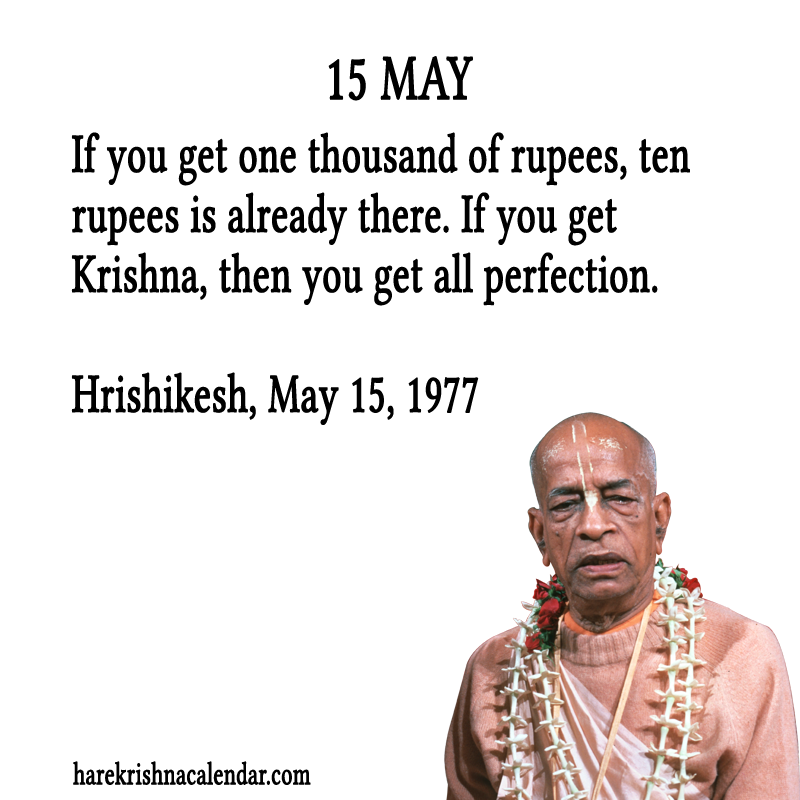 15 MAY
If you get one thousand of rupees, ten
rupees is already there. If you get
Krishna, then you get all perfection.
Hrishikesh, May 15, 1977
harekrishnacalendar.com